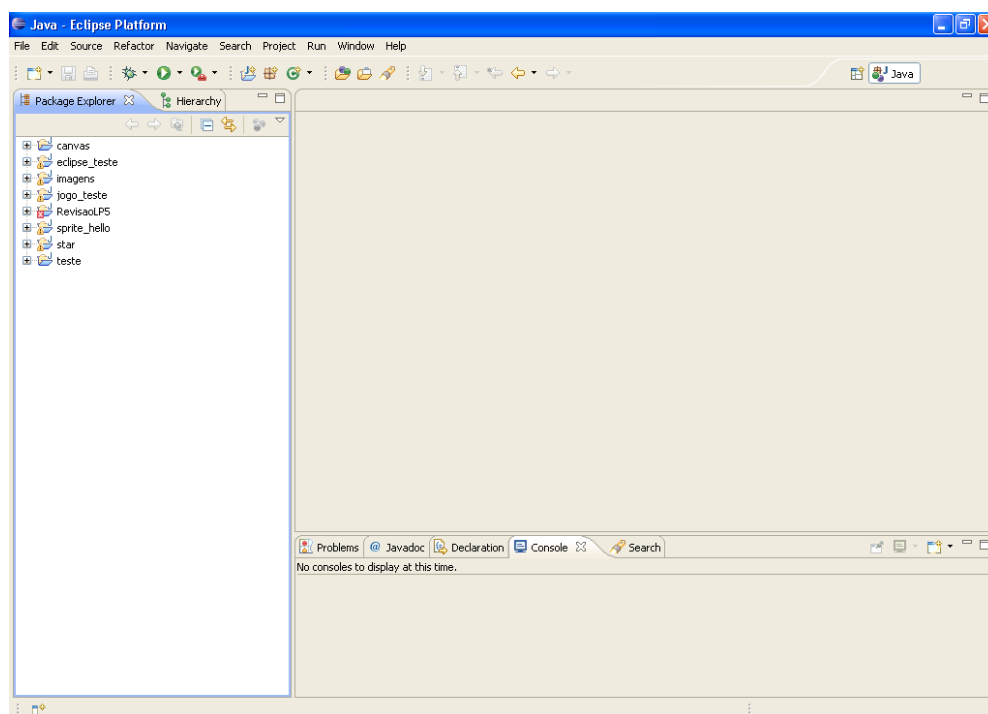 Java - Eclipse Platform
File Edit Source Refactor Navigate Search Project Run Window Help
Java
Package Explorer Hierarchy
canvas
eclipse_teste
imagens
jogo_teste
RevisaoLP5
sprite_hello
star
teste
Problems @ Javadoc Declaration Console Search
No consoles to display at this time.